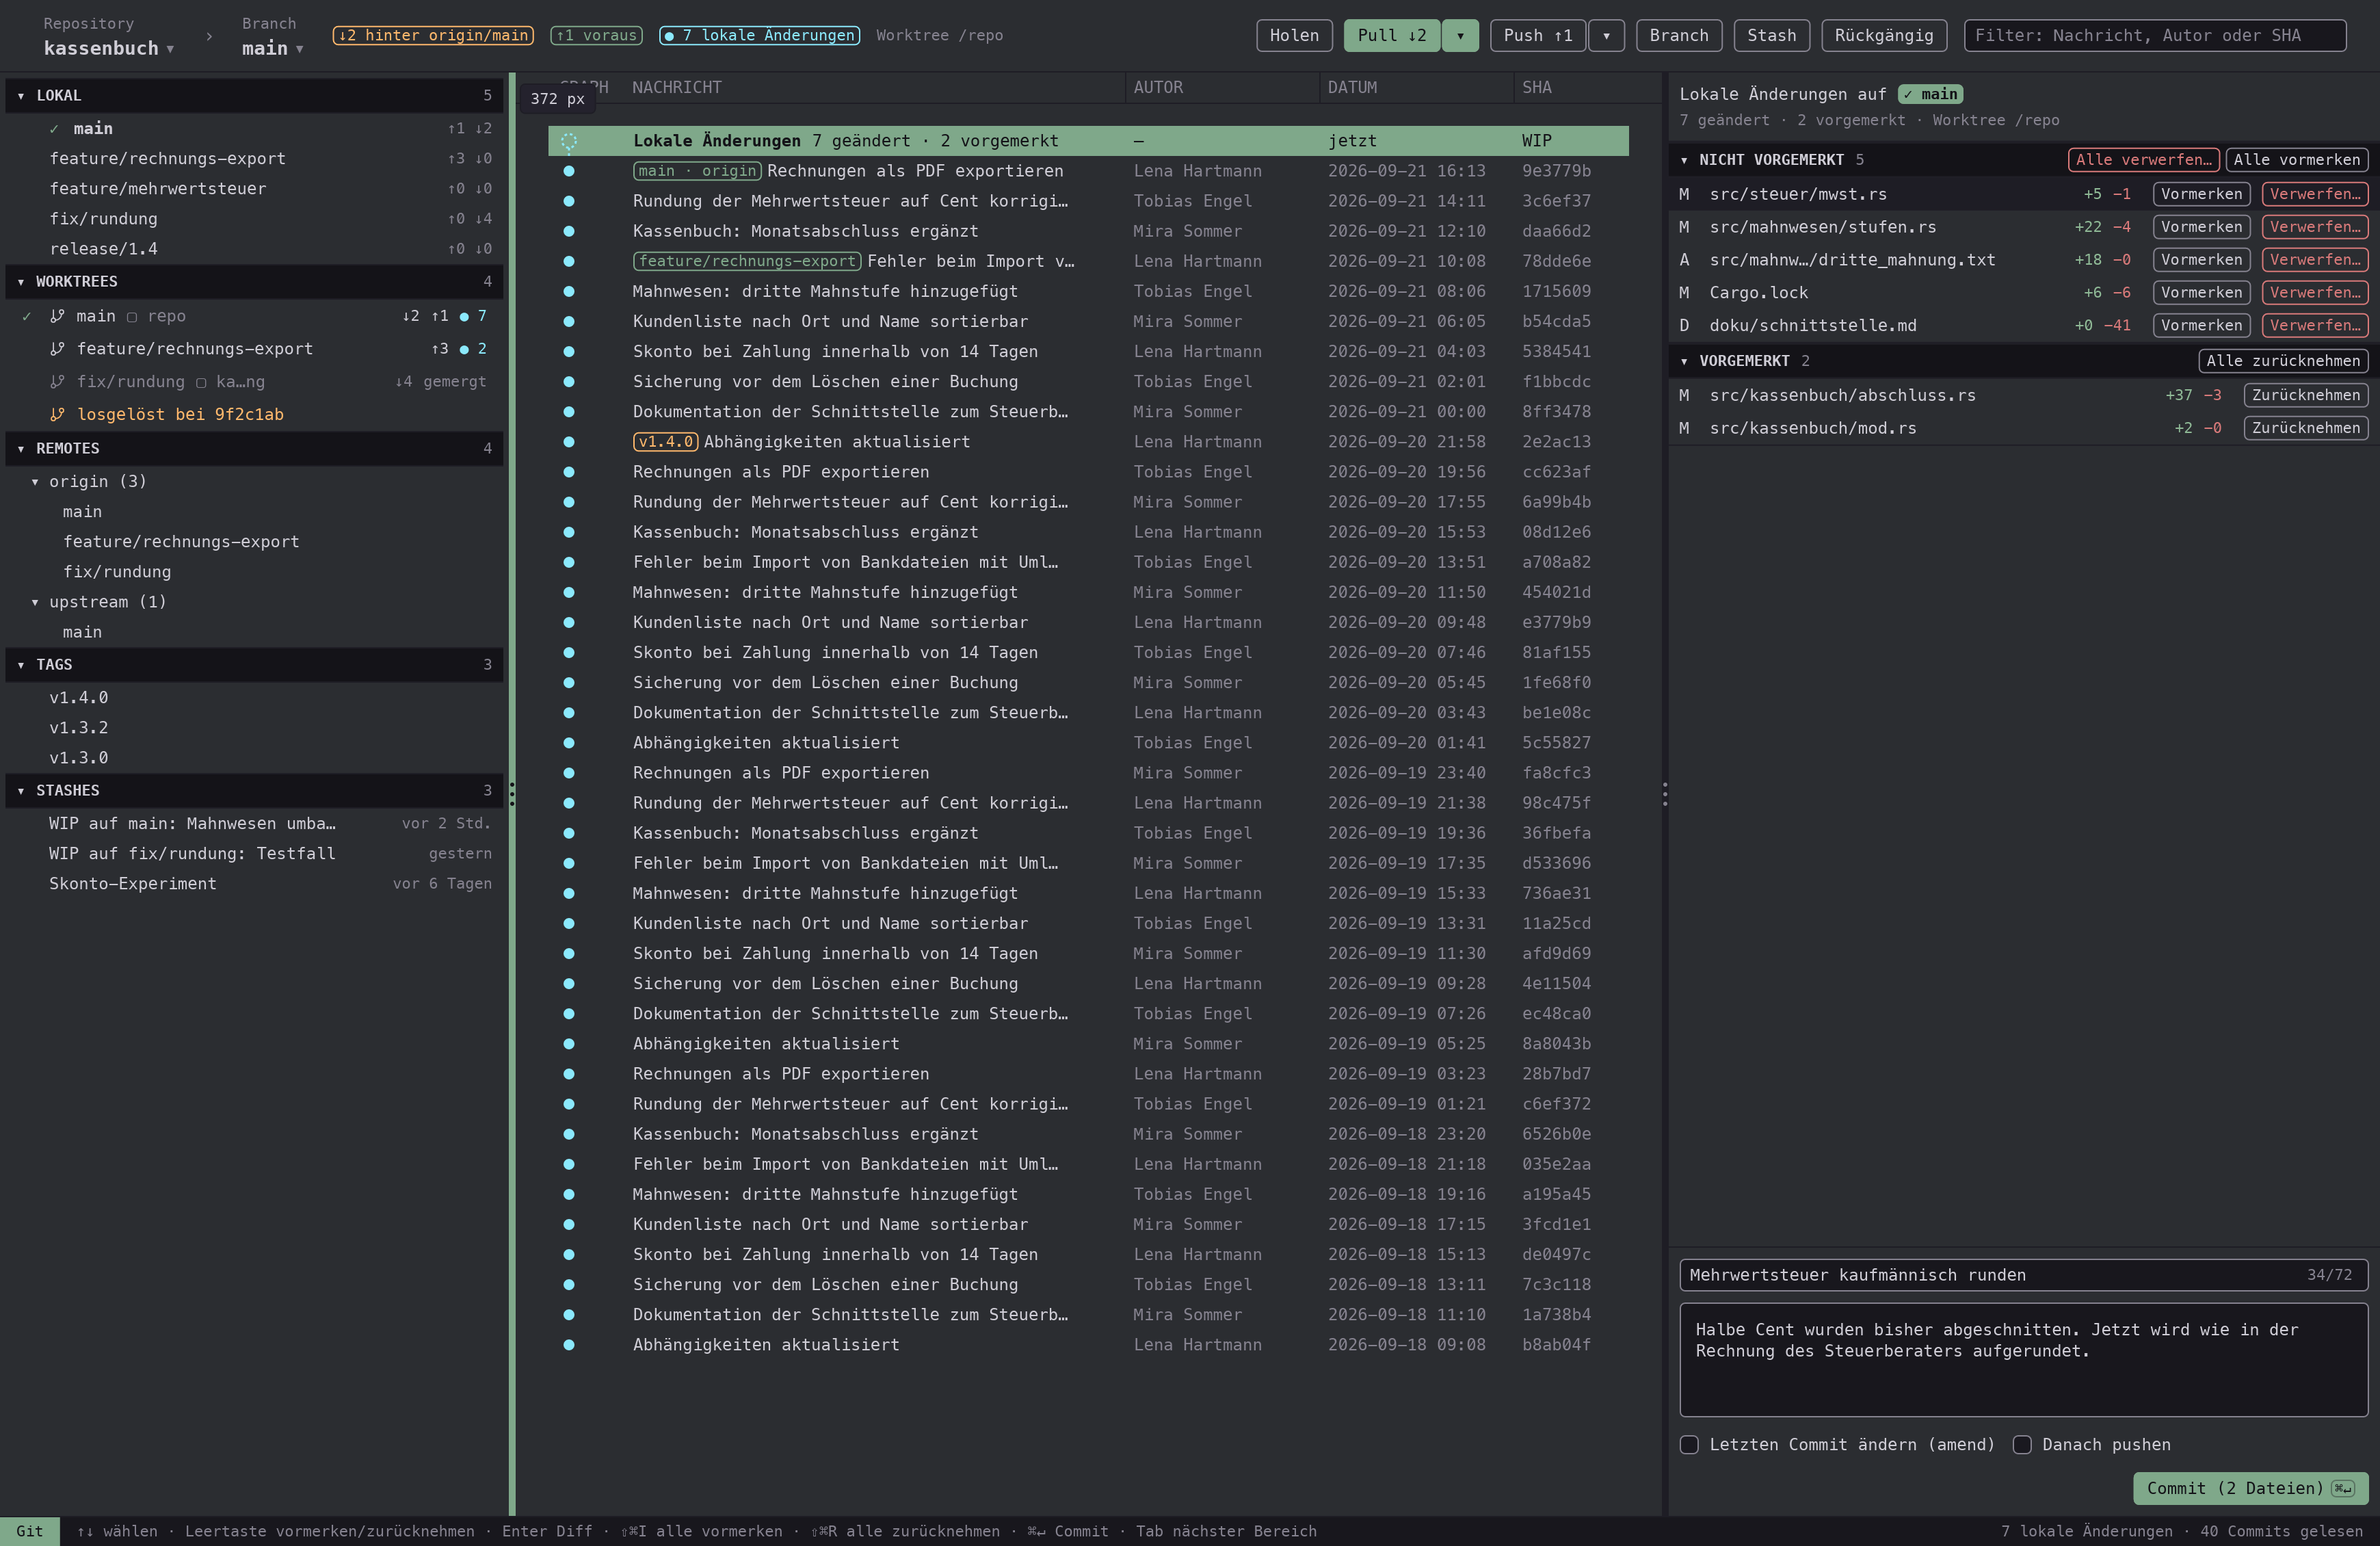 Repository
kassenbuch ▾
›
Branch
main ▾
↓2 hinter origin/main ↑1 voraus ● 7 lokale Änderungen Worktree /repo
Holen Pull ↓2 ▾ Push ↑1 ▾ Branch Stash Rückgängig Filter: Nachricht, Autor oder SHA
▾ LOKAL 5
✓ main ↑1 ↓2
feature/rechnungs-export ↑3 ↓0
feature/mehrwertsteuer ↑0 ↓0
fix/rundung ↑0 ↓4
release/1.4 ↑0 ↓0
▾ WORKTREES 4
✓ main ▢ repo ↓2 ↑1 ● 7
feature/rechnungs-export ↑3 ● 2
fix/rundung ▢ ka…ng ↓4 gemergt
losgelöst bei 9f2c1ab
▾ REMOTES 4
▾ origin (3)
main
feature/rechnungs-export
fix/rundung
▾ upstream (1)
main
▾ TAGS 3
v1.4.0
v1.3.2
v1.3.0
▾ STASHES 3
WIP auf main: Mahnwesen umba… vor 2 Std.
WIP auf fix/rundung: Testfall gestern
Skonto-Experiment vor 6 Tagen
372 px
NACHRICHT AUTOR DATUM SHA
Lokale Änderungen 7 geändert · 2 vorgemerkt — jetzt WIP
main · origin Rechnungen als PDF exportieren Lena Hartmann 2026-09-21 16:13 9e3779b
Rundung der Mehrwertsteuer auf Cent korrigi… Tobias Engel 2026-09-21 14:11 3c6ef37
Kassenbuch: Monatsabschluss ergänzt Mira Sommer 2026-09-21 12:10 daa66d2
feature/rechnungs-export Fehler beim Import v… Lena Hartmann 2026-09-21 10:08 78dde6e
Mahnwesen: dritte Mahnstufe hinzugefügt Tobias Engel 2026-09-21 08:06 1715609
Kundenliste nach Ort und Name sortierbar Mira Sommer 2026-09-21 06:05 b54cda5
Skonto bei Zahlung innerhalb von 14 Tagen Lena Hartmann 2026-09-21 04:03 5384541
Sicherung vor dem Löschen einer Buchung Tobias Engel 2026-09-21 02:01 f1bbcdc
Dokumentation der Schnittstelle zum Steuerb… Mira Sommer 2026-09-21 00:00 8ff3478
v1.4.0 Abhängigkeiten aktualisiert Lena Hartmann 2026-09-20 21:58 2e2ac13
Rechnungen als PDF exportieren Tobias Engel 2026-09-20 19:56 cc623af
Rundung der Mehrwertsteuer auf Cent korrigi… Mira Sommer 2026-09-20 17:55 6a99b4b
Kassenbuch: Monatsabschluss ergänzt Lena Hartmann 2026-09-20 15:53 08d12e6
Fehler beim Import von Bankdateien mit Uml… Tobias Engel 2026-09-20 13:51 a708a82
Mahnwesen: dritte Mahnstufe hinzugefügt Mira Sommer 2026-09-20 11:50 454021d
Kundenliste nach Ort und Name sortierbar Lena Hartmann 2026-09-20 09:48 e3779b9
Skonto bei Zahlung innerhalb von 14 Tagen Tobias Engel 2026-09-20 07:46 81af155
Sicherung vor dem Löschen einer Buchung Mira Sommer 2026-09-20 05:45 1fe68f0
Dokumentation der Schnittstelle zum Steuerb… Lena Hartmann 2026-09-20 03:43 be1e08c
Abhängigkeiten aktualisiert Tobias Engel 2026-09-20 01:41 5c55827
Rechnungen als PDF exportieren Mira Sommer 2026-09-19 23:40 fa8cfc3
Rundung der Mehrwertsteuer auf Cent korrigi… Lena Hartmann 2026-09-19 21:38 98c475f
Kassenbuch: Monatsabschluss ergänzt Tobias Engel 2026-09-19 19:36 36fbefa
Fehler beim Import von Bankdateien mit Uml… Mira Sommer 2026-09-19 17:35 d533696
Mahnwesen: dritte Mahnstufe hinzugefügt Lena Hartmann 2026-09-19 15:33 736ae31
Kundenliste nach Ort und Name sortierbar Tobias Engel 2026-09-19 13:31 11a25cd
Skonto bei Zahlung innerhalb von 14 Tagen Mira Sommer 2026-09-19 11:30 afd9d69
Sicherung vor dem Löschen einer Buchung Lena Hartmann 2026-09-19 09:28 4e11504
Dokumentation der Schnittstelle zum Steuerb… Tobias Engel 2026-09-19 07:26 ec48ca0
Abhängigkeiten aktualisiert Mira Sommer 2026-09-19 05:25 8a8043b
Rechnungen als PDF exportieren Lena Hartmann 2026-09-19 03:23 28b7bd7
Rundung der Mehrwertsteuer auf Cent korrigi… Tobias Engel 2026-09-19 01:21 c6ef372
Kassenbuch: Monatsabschluss ergänzt Mira Sommer 2026-09-18 23:20 6526b0e
Fehler beim Import von Bankdateien mit Uml… Lena Hartmann 2026-09-18 21:18 035e2aa
Mahnwesen: dritte Mahnstufe hinzugefügt Tobias Engel 2026-09-18 19:16 a195a45
Kundenliste nach Ort und Name sortierbar Mira Sommer 2026-09-18 17:15 3fcd1e1
Skonto bei Zahlung innerhalb von 14 Tagen Lena Hartmann 2026-09-18 15:13 de0497c
Sicherung vor dem Löschen einer Buchung Tobias Engel 2026-09-18 13:11 7c3c118
Dokumentation der Schnittstelle zum Steuerb… Mira Sommer 2026-09-18 11:10 1a738b4
Abhängigkeiten aktualisiert Lena Hartmann 2026-09-18 09:08 b8ab04f
Lokale Änderungen auf ✓ main
7 geändert · 2 vorgemerkt · Worktree /repo
▾ NICHT VORGEMERKT 5 Alle verwerfen… Alle vormerken
M src/steuer/mwst.rs +5 −1 Vormerken Verwerfen…
M src/mahnwesen/stufen.rs +22 −4 Vormerken Verwerfen…
A src/mahnw…/dritte_mahnung.txt +18 −0 Vormerken Verwerfen…
M Cargo.lock +6 −6 Vormerken Verwerfen…
D doku/schnittstelle.md +0 −41 Vormerken Verwerfen…
▾ VORGEMERKT 2 Alle zurücknehmen
M src/kassenbuch/abschluss.rs +37 −3 Zurücknehmen
M src/kassenbuch/mod.rs +2 −0 Zurücknehmen
Mehrwertsteuer kaufmännisch runden 34/72
Halbe Cent wurden bisher abgeschnitten. Jetzt wird wie in der
Rechnung des Steuerberaters aufgerundet.
Letzten Commit ändern (amend) Danach pushen
Commit (2 Dateien) ⌘↵
Git ↑↓ wählen · Leertaste vormerken/zurücknehmen · Enter Diff · ⇧⌘I alle vormerken · ⇧⌘R alle zurücknehmen · ⌘↵ Commit · Tab nächster Bereich
7 lokale Änderungen · 40 Commits gelesen